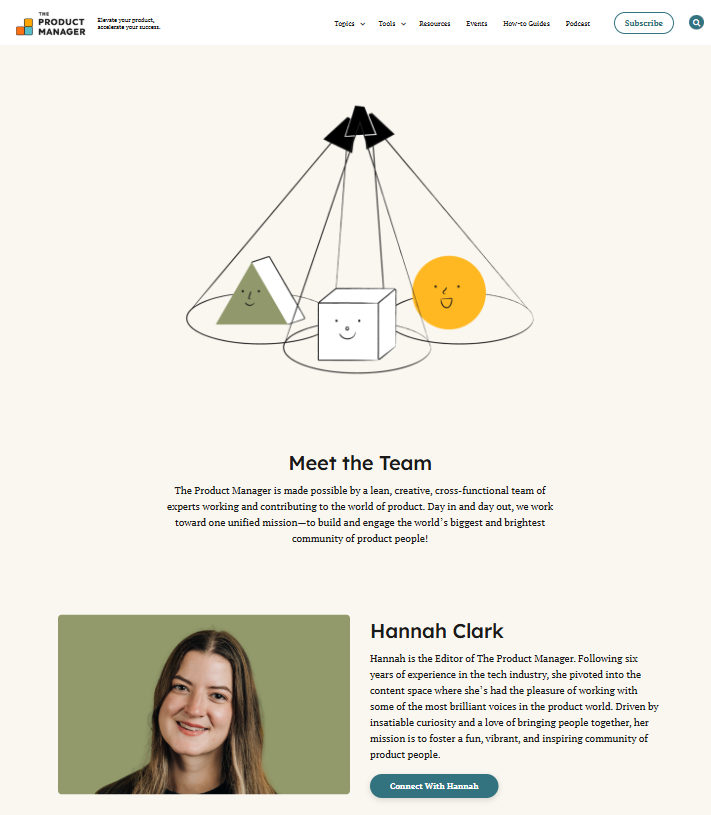 THE
PRODUCT
MANAGER
Elevate your product,
accelerate your success.
Topics
Tools
Resources
Events
How-to Guides
Podcast
Subscribe
Meet the Team
The Product Manager is made possible by a lean, creative, cross-functional team of
experts working and contributing to the world of product. Day in and day out, we work
toward one unified mission—to build and engage the world's biggest and brightest
community of product people!
Hannah Clark
Hannah is the Editor of The Product Manager. Following six
years of experience in the tech industry, she pivoted into the
content space where she's had the pleasure of working with
some of the most brilliant voices in the product world. Driven by
insatiable curiosity and a love of bringing people together, her
mission is to foster a fun, vibrant, and inspiring community of
product people.
Connect With Hannah